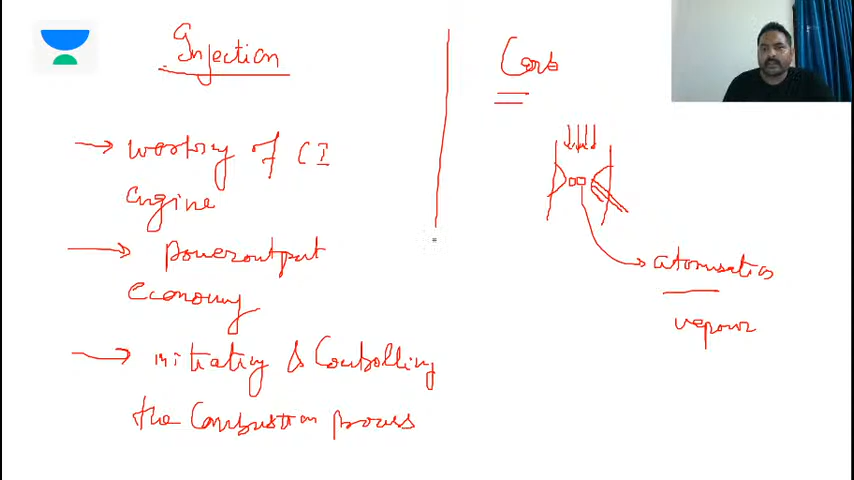 Injection
→ working of CI
engine
→ poweroutput
economy
→ initiating & Controlling
the Combustion process
Carb
atomisation
vapour